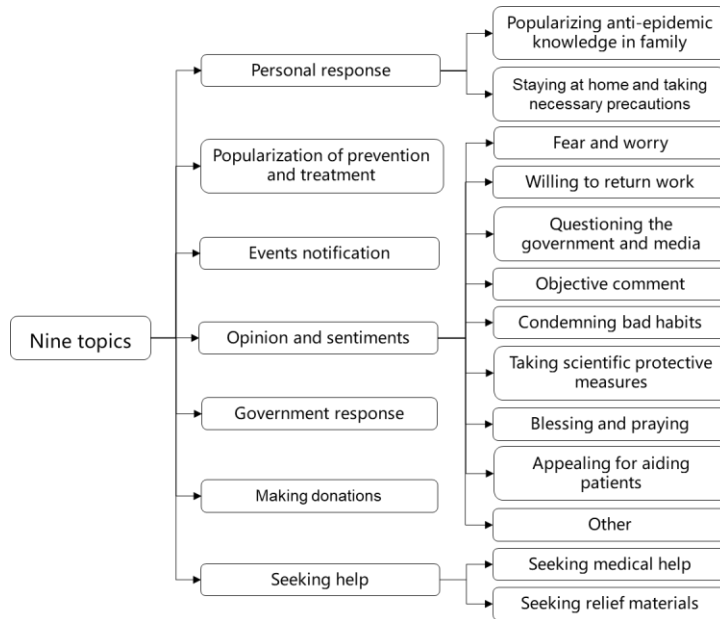 Nine topics
Personal response
Popularizing anti-epidemic
knowledge in family
Staying at home and taking
necessary precautions
Popularization of prevention
and treatment
Events notification
Opinion and sentiments
Fear and worry
Willing to return work
Questioning the
government and media
Objective comment
Condemning bad habits
Taking scientific protective
measures
Blessing and praying
Appealing for aiding
patients
Other
Government response
Making donations
Seeking help
Seeking medical help
Seeking relief materials